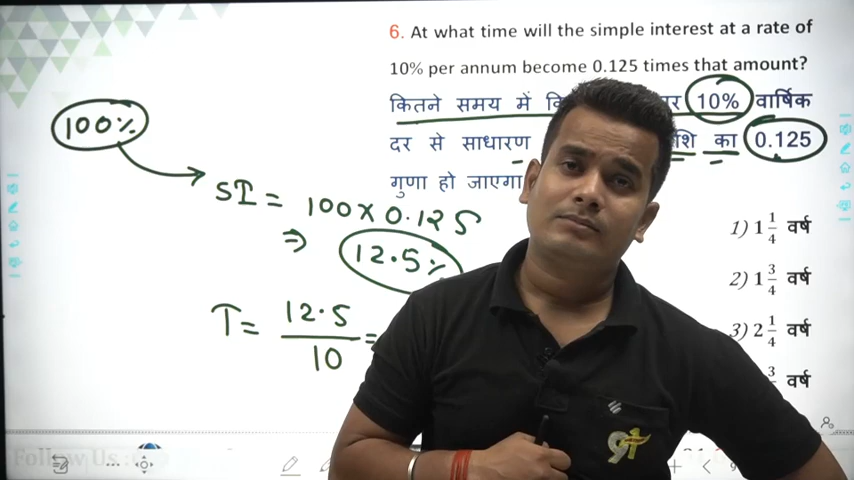 6. At what time will the simple interest at a rate of
10% per annum become 0.125 times that amount?
कितने समय में 10% वार्षिक
दर से साधारण का 0.125
गुणा हो जाएगा
100%
SI = 100 x 0.125
⇒ 12.5%
T = 12.5 / 10 =
1) 1 1/4 वर्ष
2) 1 3/4 वर्ष
3) 2 1/4 वर्ष
वर्ष
Follow Us